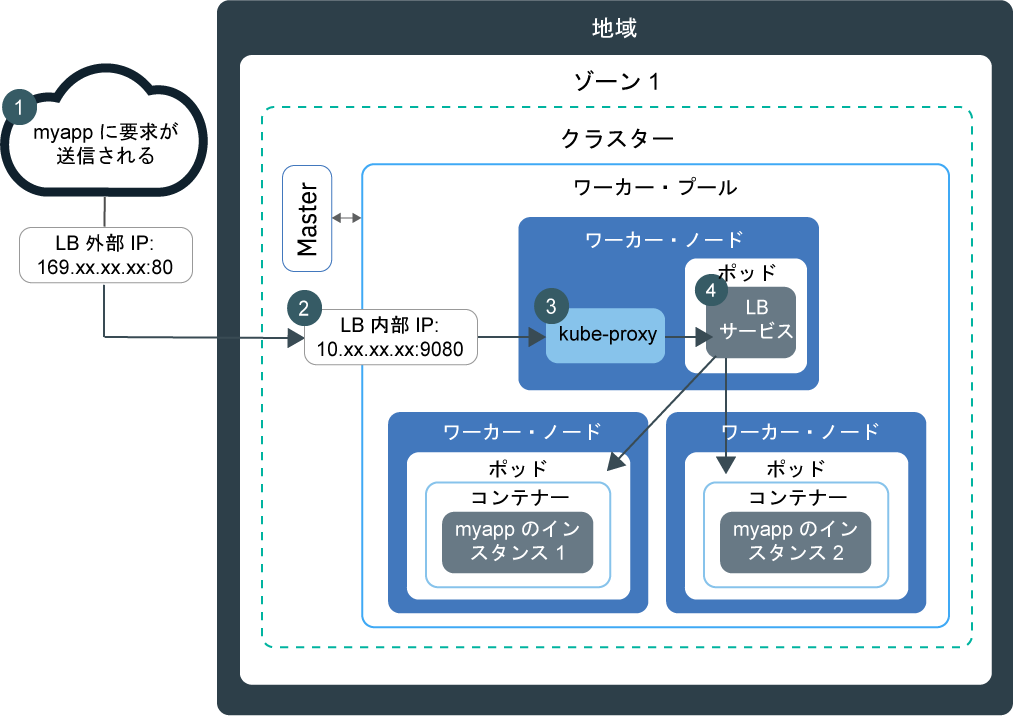 地域
ゾーン 1
クラスター
1
myapp に要求が
送信される
LB 外部 IP:
169.xx.xx.xx:80
Master
ワーカー・プール
2
LB 内部 IP:
10.xx.xx.xx:9080
ワーカー・ノード
3
kube-proxy
ポッド
4
LB
サービス
ワーカー・ノード
ポッド
コンテナー
myapp のイン
スタンス 1
ワーカー・ノード
ポッド
コンテナー
myapp のイン
スタンス 2